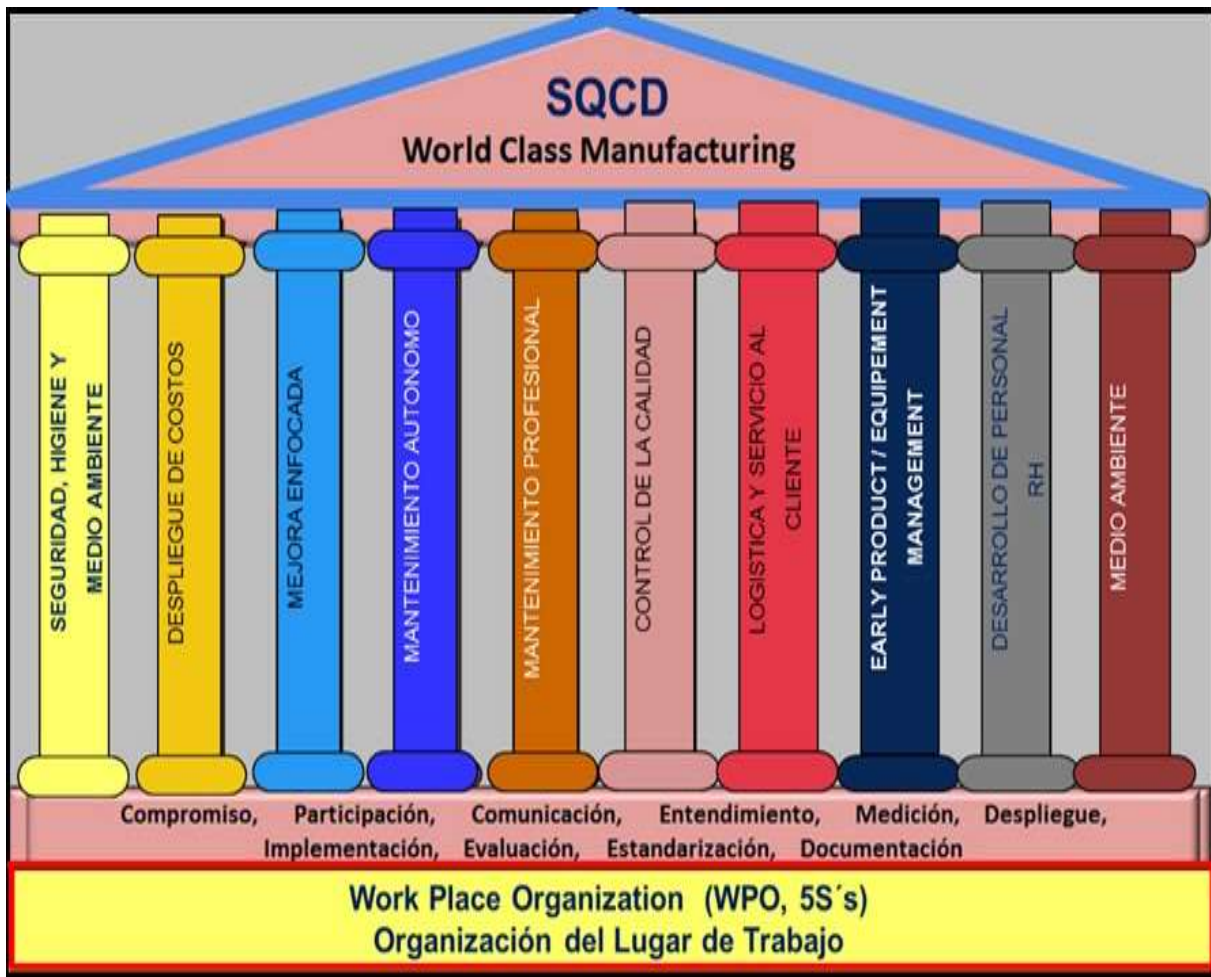 SQCD
World Class Manufacturing
SEGURIDAD, HIGIENE Y
MEDIO AMBIENTE
DESPLIEGUE DE COSTOS
MEJORA ENFOCADA
MANTENIMIENTO AUTONOMO
MANTENIMIENTO PROFESIONAL
CONTROL DE LA CALIDAD
LOGISTICA Y SERVICIO AL
CLIENTE
EARLY PRODUCT / EQUIPEMENT
MANAGEMENT
DESARROLLO DE PERSONAL
RH
MEDIO AMBIENTE
Compromiso, Participación, Comunicación, Entendimiento, Medición, Despliegue,
Implementación, Evaluación, Estandarización, Documentación
Work Place Organization (WPO, 5S´s)
Organización del Lugar de Trabajo